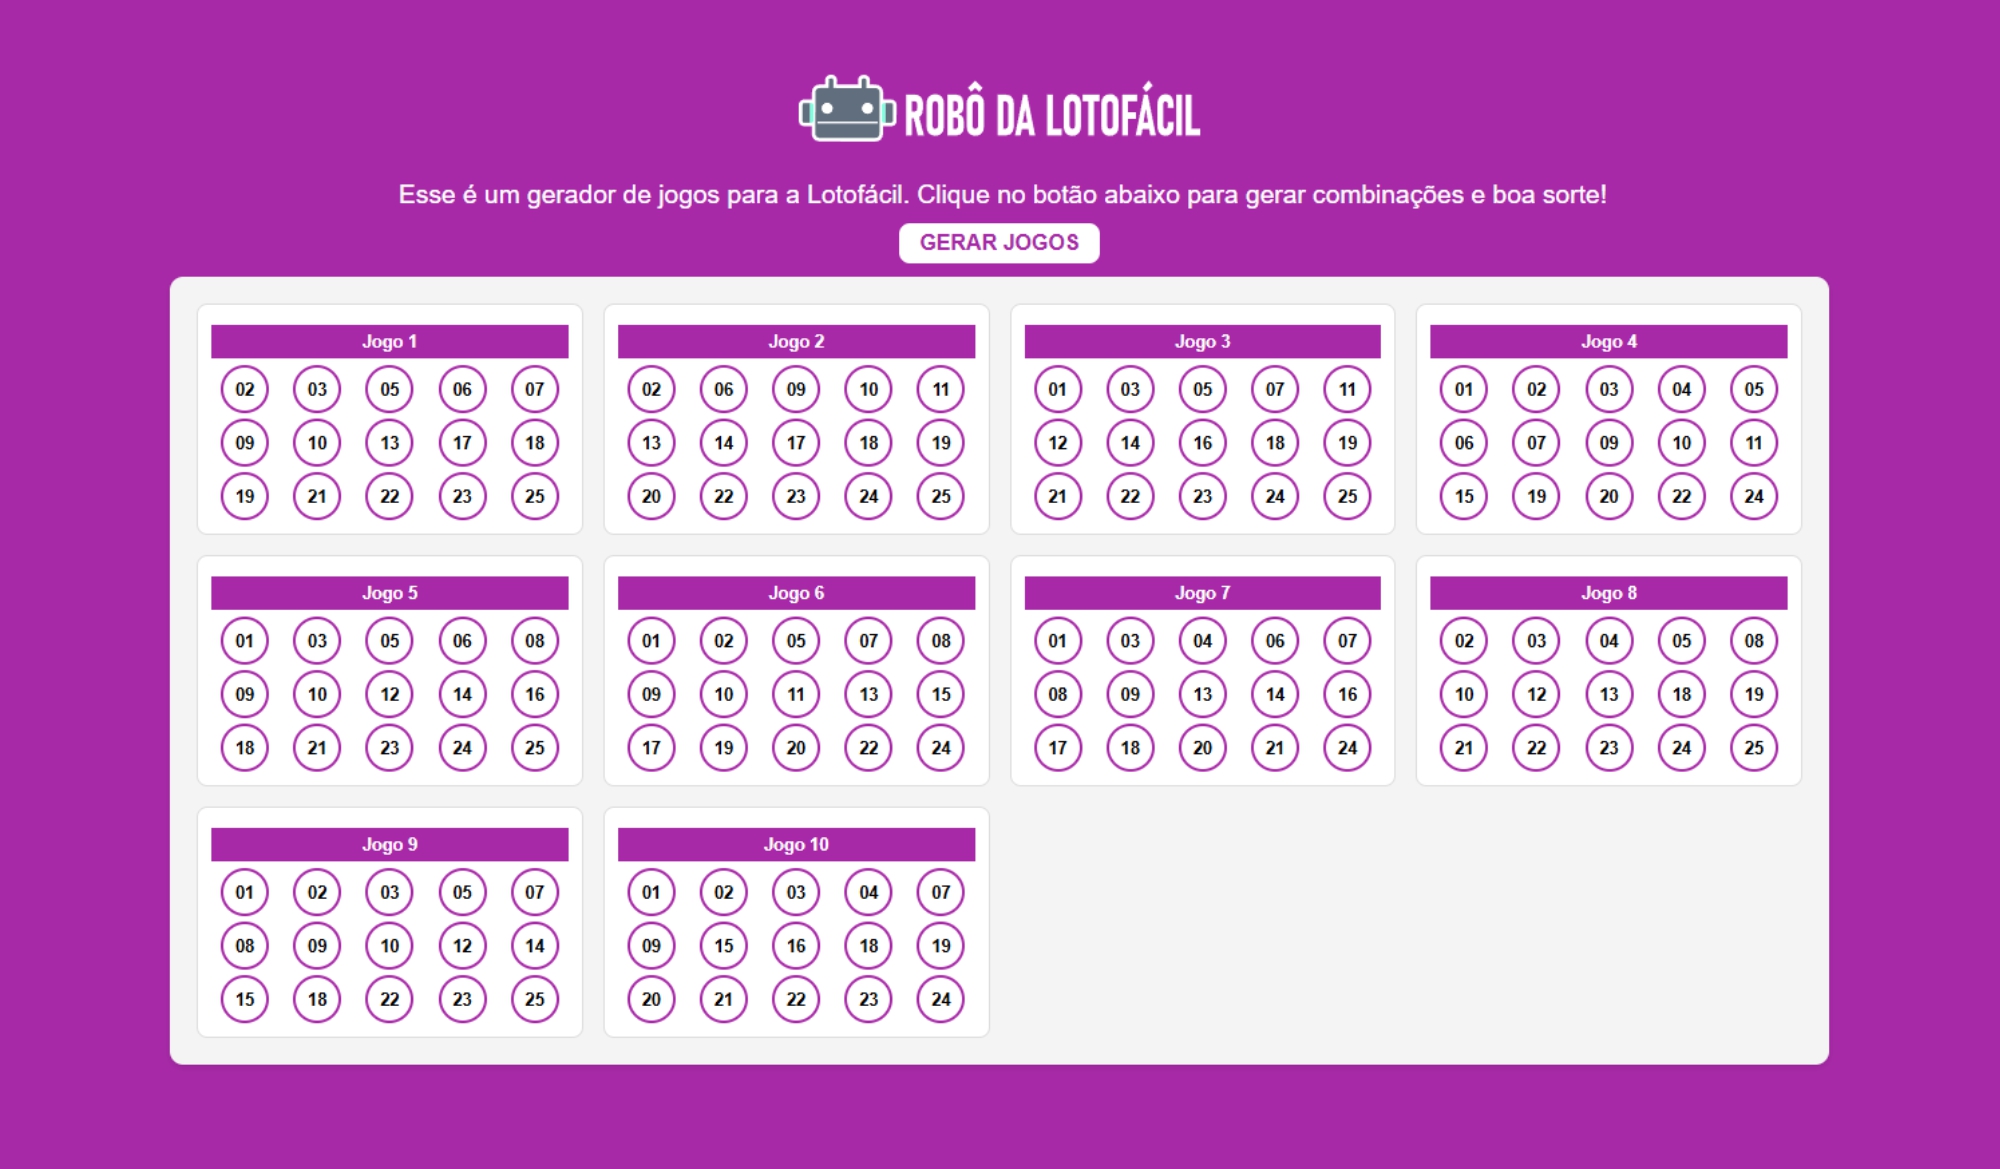 ROBÔ DA LOTOFÁCIL
Esse é um gerador de jogos para a Lotofácil. Clique no botão abaixo para gerar combinações e boa sorte!
GERAR JOGOS
Jogo 1
02 03 05 06 07
09 10 13 17 18
19 21 22 23 25
Jogo 2
02 06 09 10 11
13 14 17 18 19
20 22 23 24 25
Jogo 3
01 03 05 07 11
12 14 16 18 19
21 22 23 24 25
Jogo 4
01 02 03 04 05
06 07 09 10 11
15 19 20 22 24
Jogo 5
01 03 05 06 08
09 10 12 14 16
18 21 23 24 25
Jogo 6
01 02 05 07 08
09 10 11 13 15
17 19 20 22 24
Jogo 7
01 03 04 06 07
08 09 13 14 16
17 18 20 21 24
Jogo 8
02 03 04 05 08
10 12 13 18 19
21 22 23 24 25
Jogo 9
01 02 03 05 07
08 09 10 12 14
15 18 22 23 25
Jogo 10
01 02 03 04 07
09 15 16 18 19
20 21 22 23 24